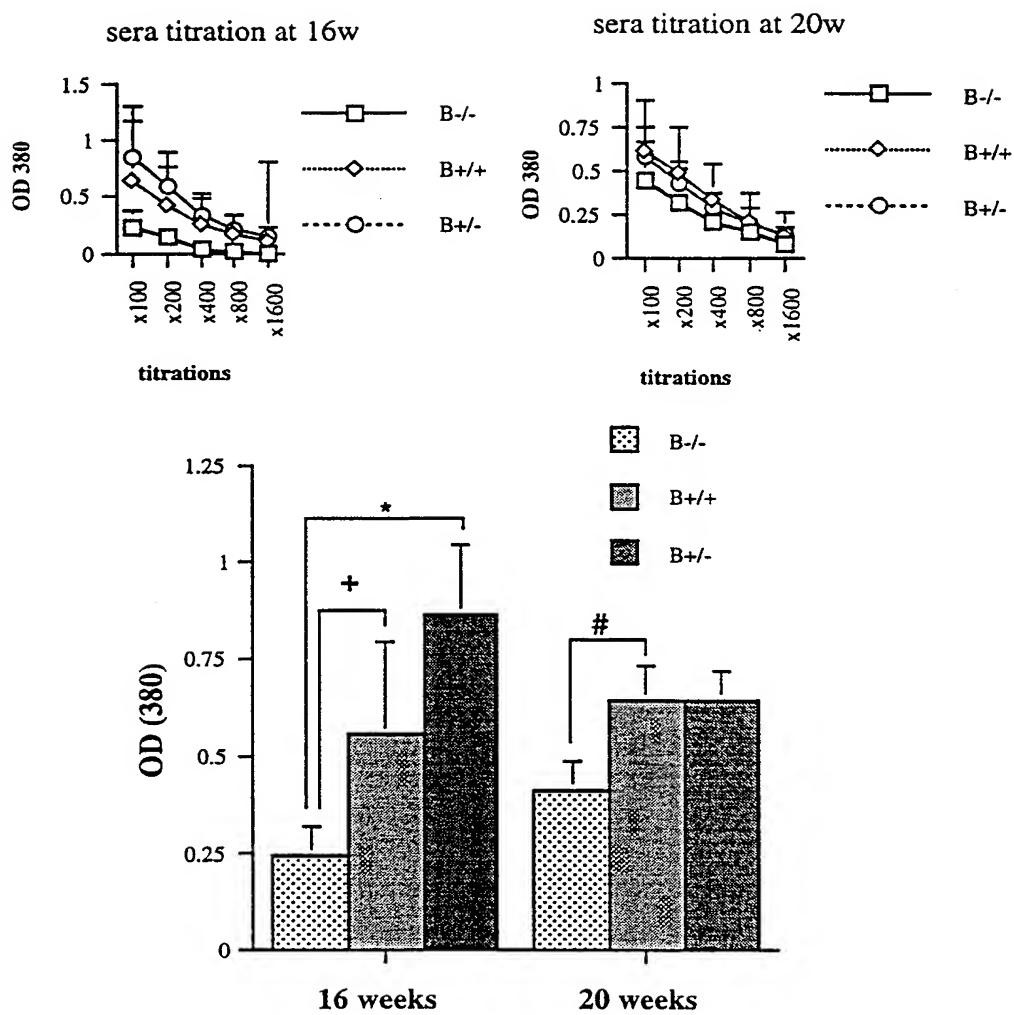 sera titration at 16w
1.5
1
0.5
0
OD 380
x100
x200
x400
x800
x1600
titrations
B-/-
B+/+
B+/-
sera titration at 20w
1
0.75
0.5
0.25
0
OD 380
x100
x200
x400
x800
x1600
titrations
B-/-
B+/+
B+/-
B-/-
B+/+
B+/-
1.25
1
0.75
0.5
0.25
0
OD (380)
*
+
#
16 weeks
20 weeks